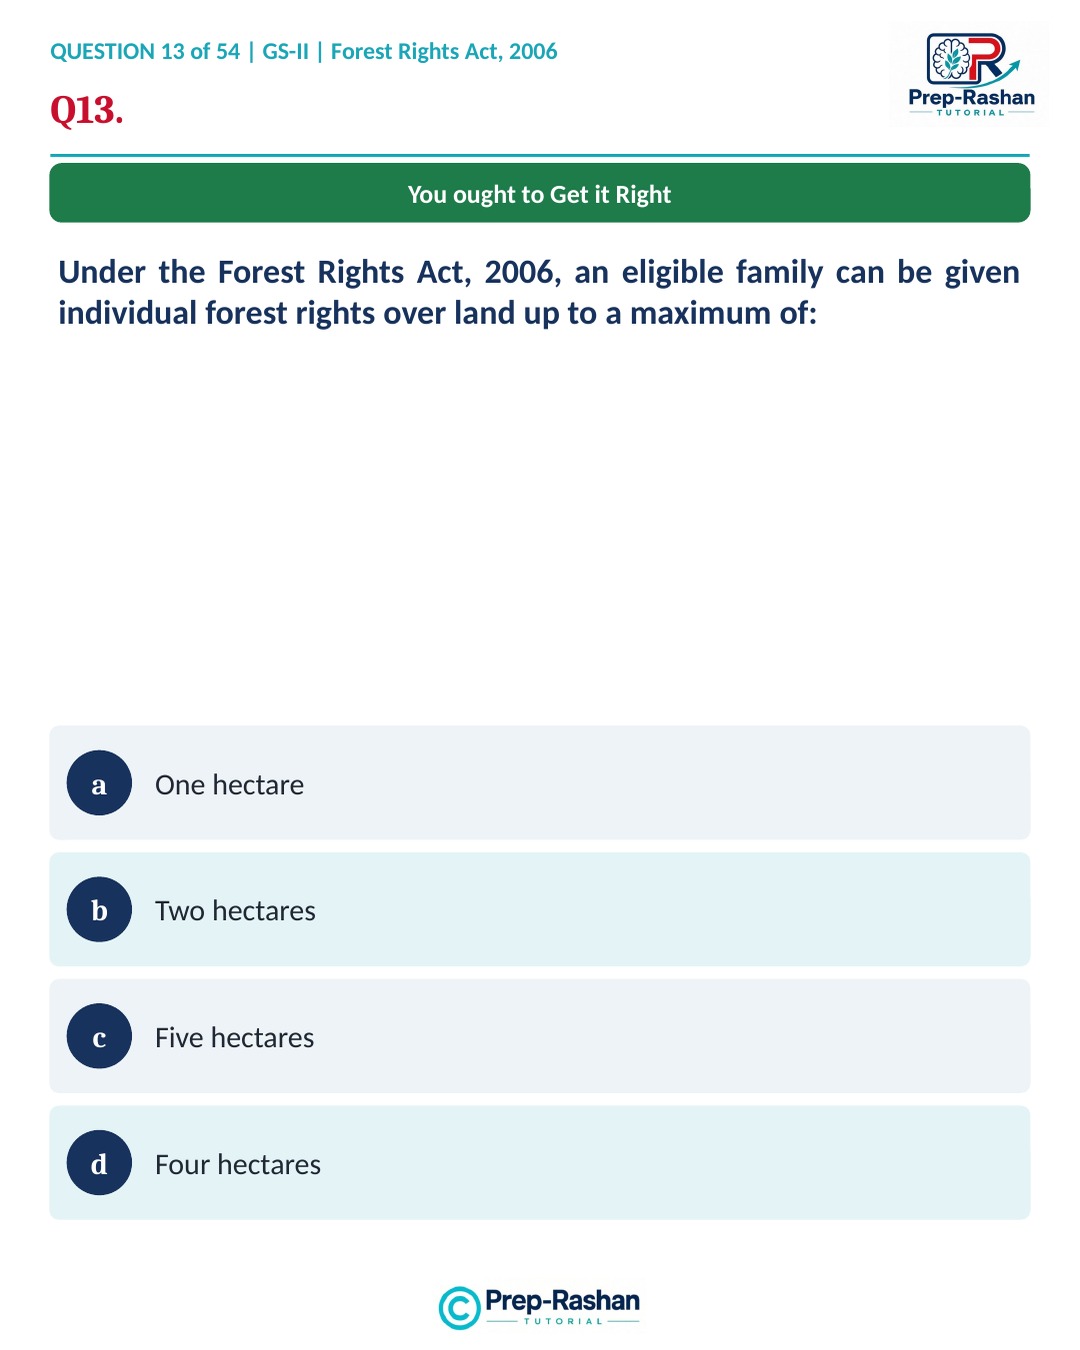 QUESTION 13 of 54 | GS-II | Forest Rights Act, 2006
Q13.
R
Prep-Rashan
TUTORIAL
You ought to Get it Right
Under the Forest Rights Act, 2006, an eligible family can be given
individual forest rights over land up to a maximum of:
a One hectare
b Two hectares
c Five hectares
d Four hectares
© Prep-Rashan
TUTORIAL